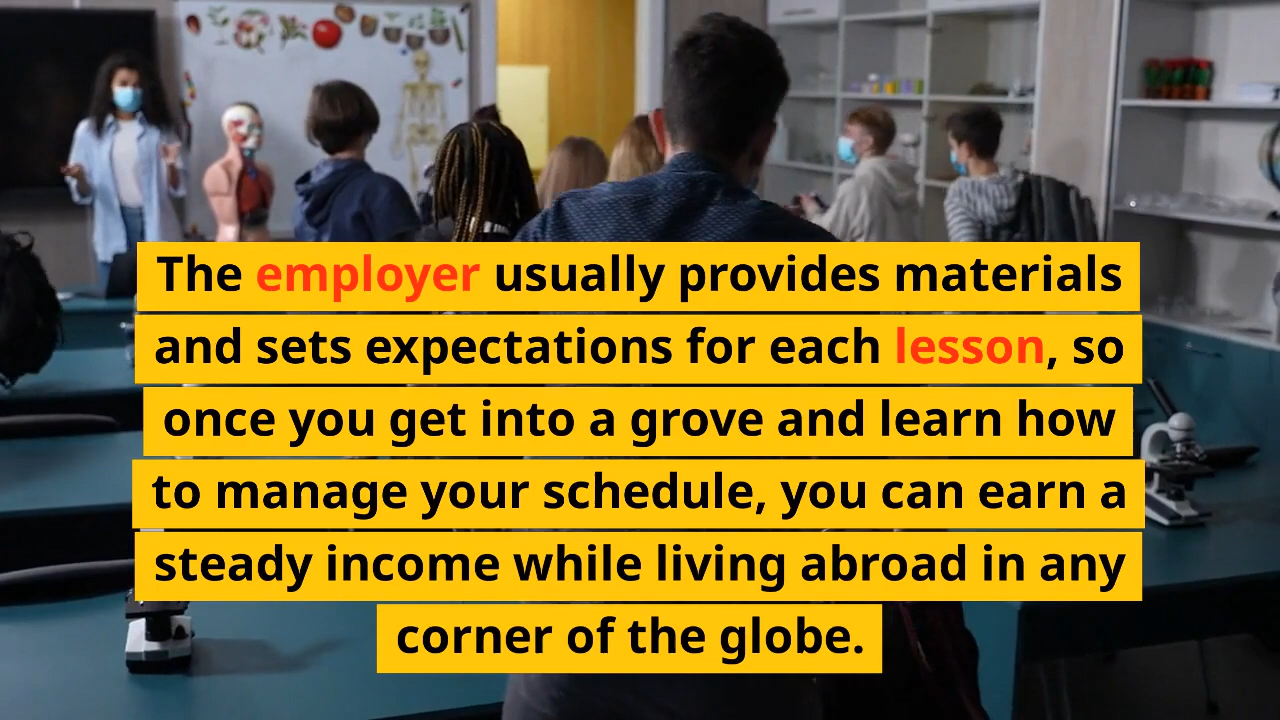 The employer usually provides materials
and sets expectations for each lesson, so
once you get into a grove and learn how
to manage your schedule, you can earn a
steady income while living abroad in any
corner of the globe.